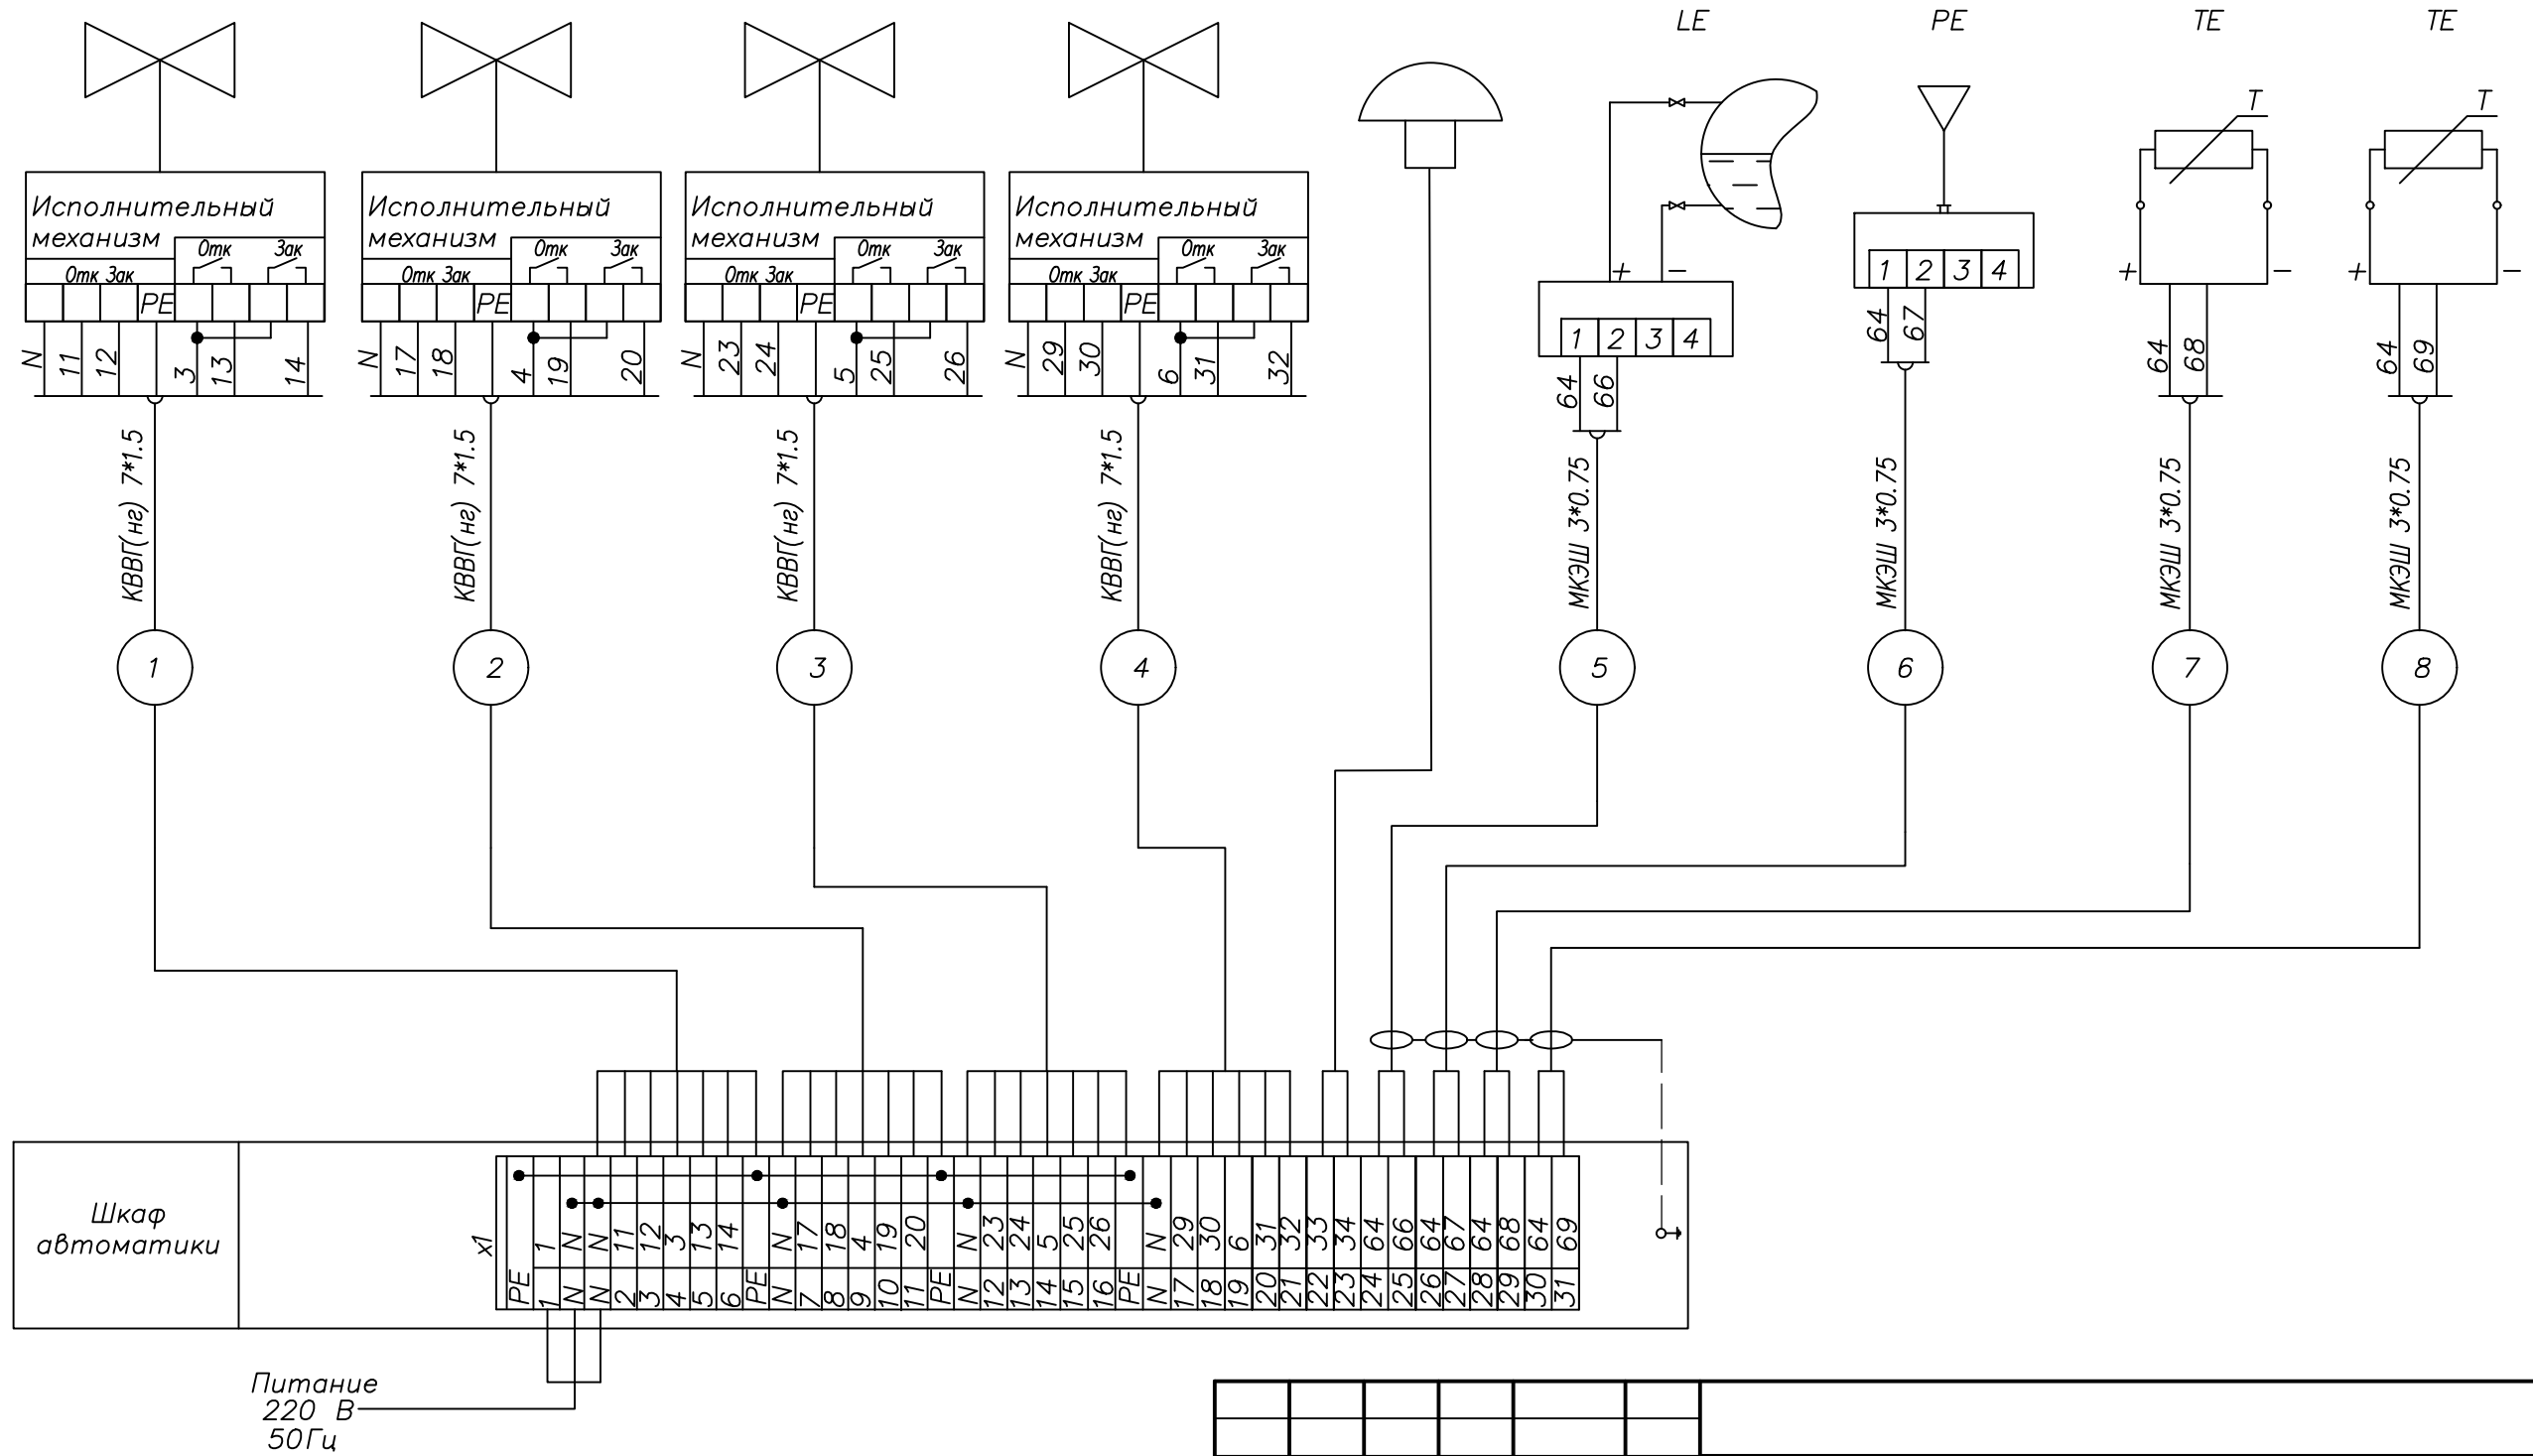 LE PE TE TE
T T
Исполнительный механизм
Отк Зак
Отк Зак
PE
N 11 12 3 13 14
Исполнительный механизм
Отк Зак
Отк Зак
PE
N 17 18 4 19 20
Исполнительный механизм
Отк Зак
Отк Зак
PE
N 23 24 5 25 26
Исполнительный механизм
Отк Зак
Отк Зак
PE
N 29 30 6 31 32
+ −
1 2 3 4
64 66
1 2 3 4
64 67
+ −
64 68
+ −
64 69
КВВГ(нг) 7*1.5
КВВГ(нг) 7*1.5
КВВГ(нг) 7*1.5
КВВГ(нг) 7*1.5
МКЭШ 3*0.75
МКЭШ 3*0.75
МКЭШ 3*0.75
МКЭШ 3*0.75
1 2 3 4 5 6 7 8
Шкаф
автоматики
x1
1 N N 11 12 3 13 14 N 17 18 4 19 20 N 23 24 5 25 26 N 29 30 6 31 32 33 34 64 66 64 67 64 68 64 69
PE 1 N N 2 3 4 5 6 PE N 7 8 9 10 11 PE N 12 13 14 15 16 PE N 17 18 19 20 21 22 23 24 25 26 27 28 29 30 31
Питание
220 В
50Гц